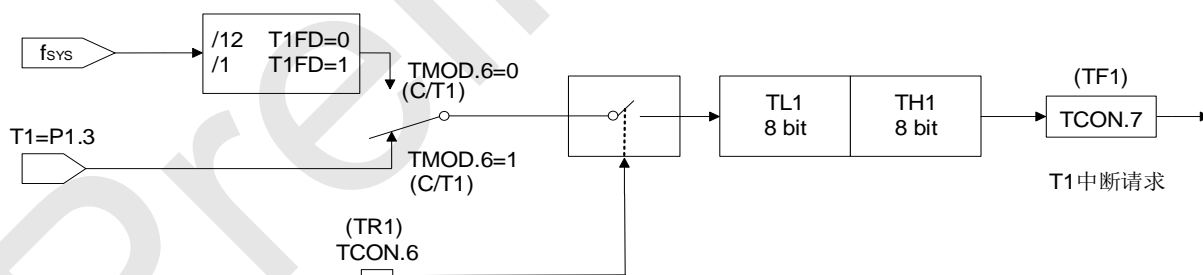 fSYS
/12 T1FD=0
/1 T1FD=1
TMOD.6=0
(C/T1)
T1=P1.3
TMOD.6=1
(C/T1)
(TR1)
TCON.6
TL1
8 bit
TH1
8 bit
(TF1)
TCON.7
T1中断请求